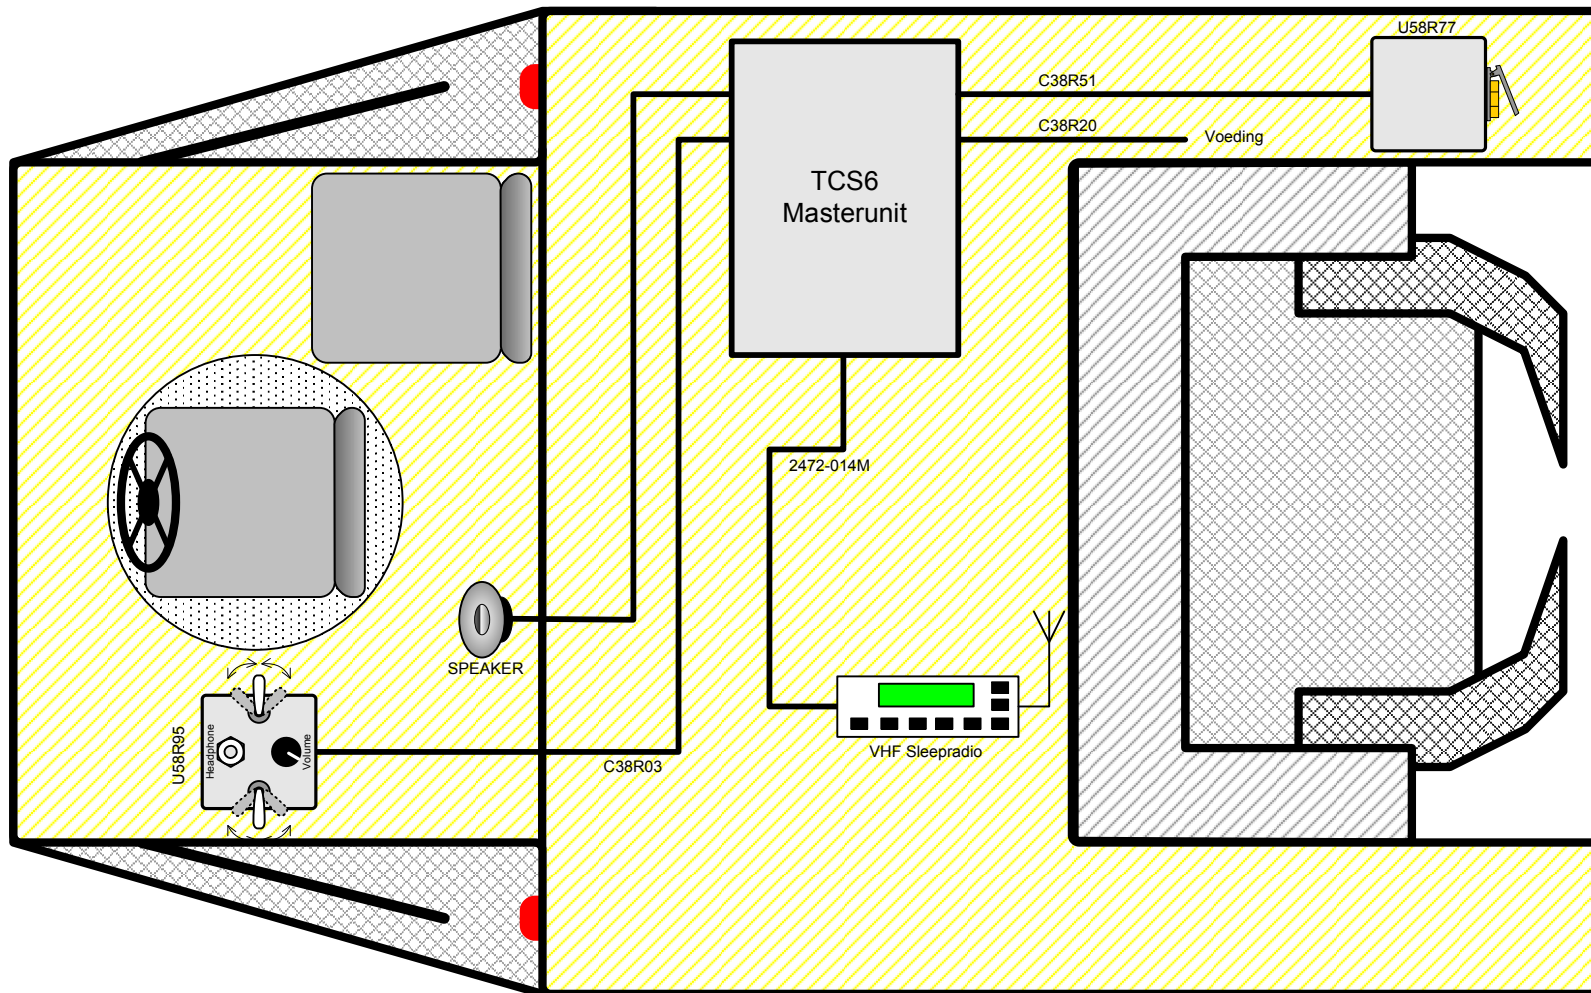 U58R77
C38R51
C38R20
Voeding
TCS6
Masterunit
2472-014M
SPEAKER
U58R95
Headphone
Volume
C38R03
VHF Sleepradio